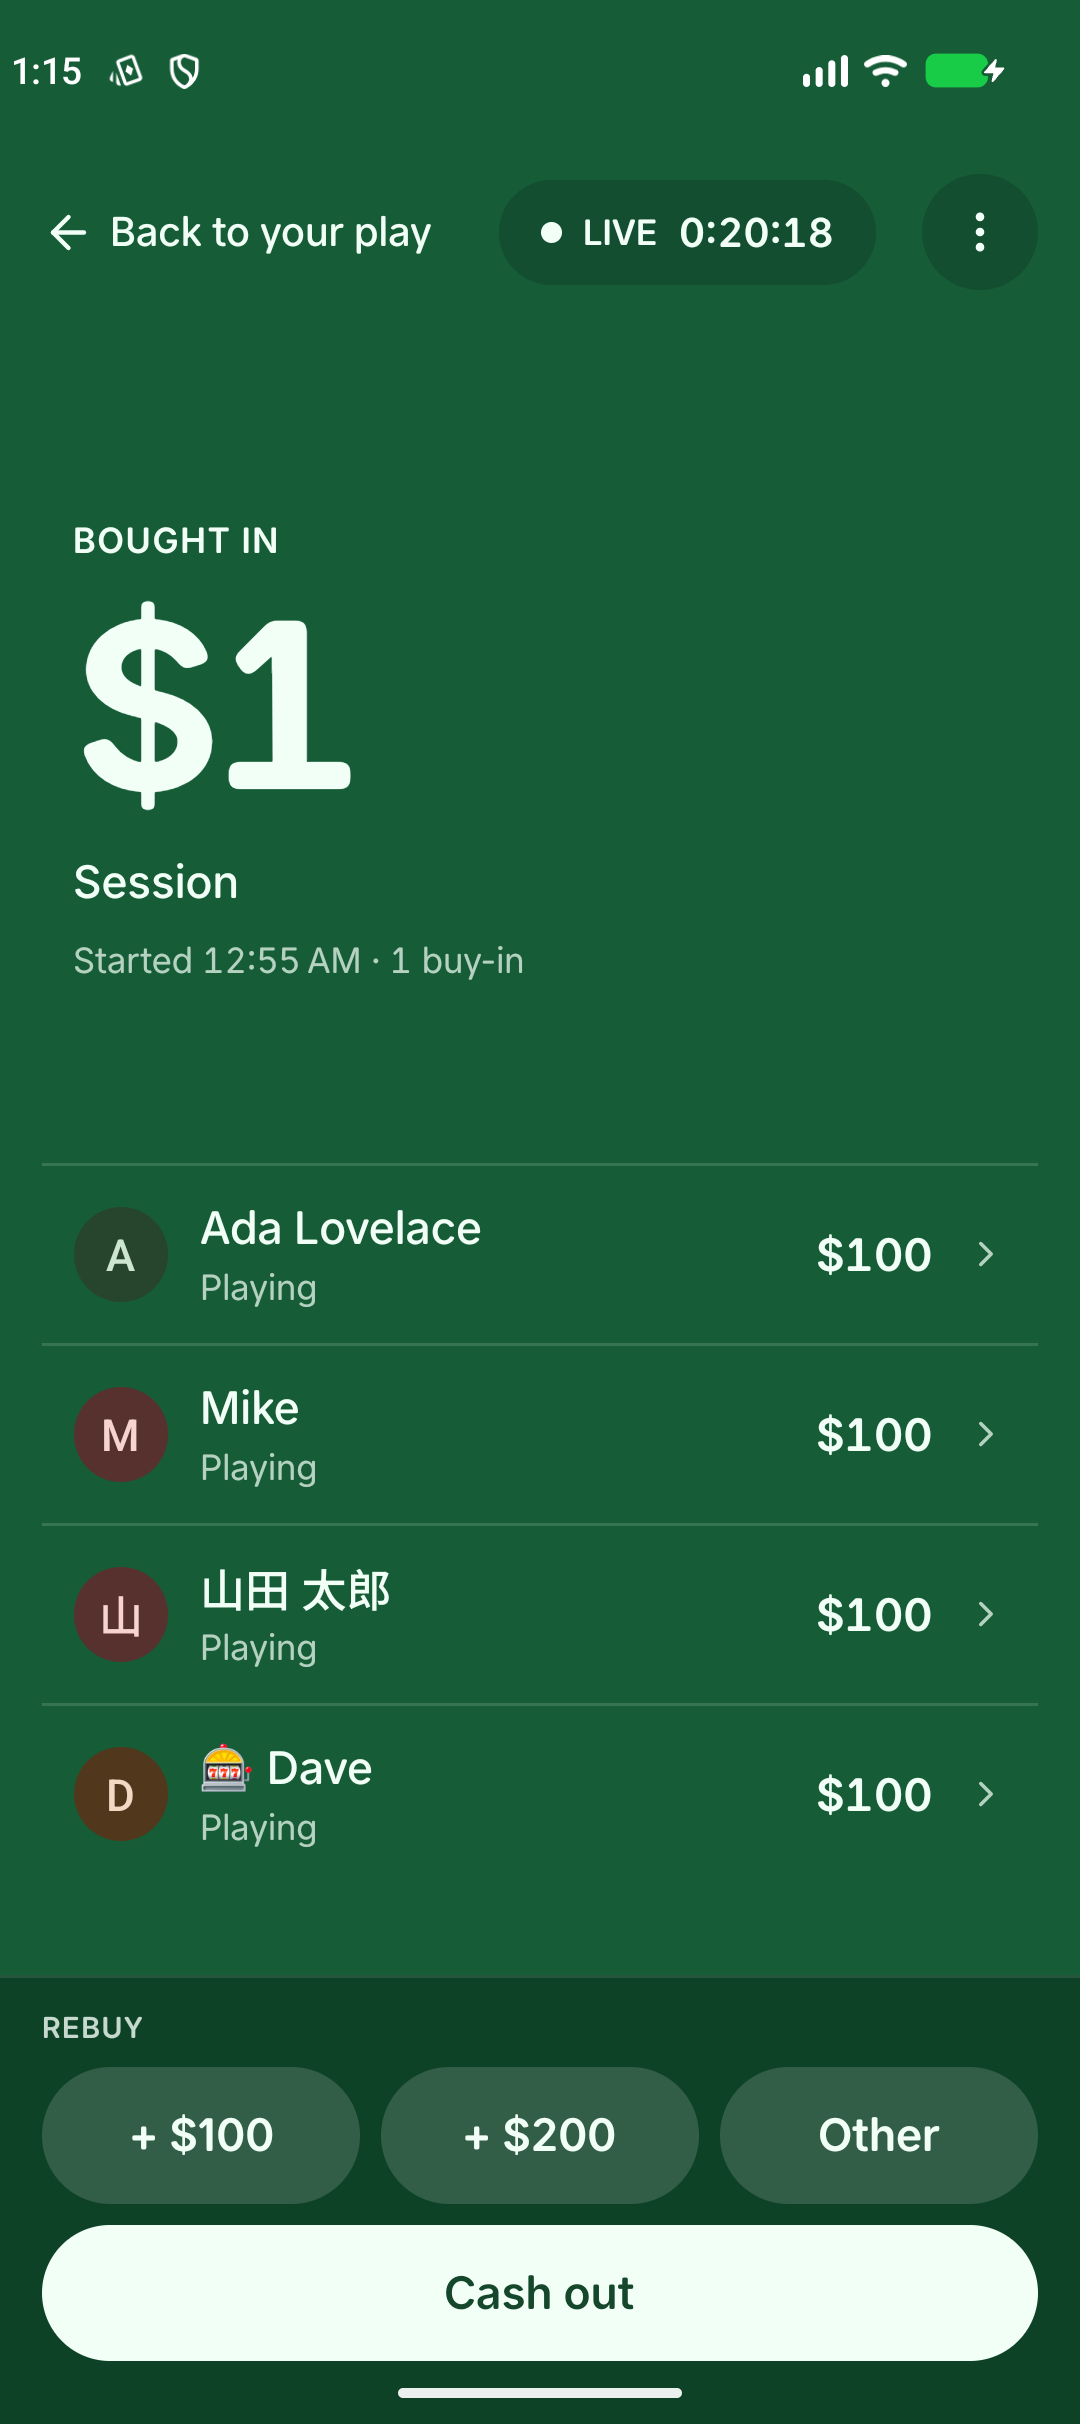 1:15
Back to your play
LIVE 0:20:18
BOUGHT IN
$1
Session
Started 12:55 AM · 1 buy-in
A
Ada Lovelace
Playing
$100
M
Mike
Playing
$100
山
山田 太郎
Playing
$100
D
🎰 Dave
Playing
$100
REBUY
+ $100
+ $200
Other
Cash out